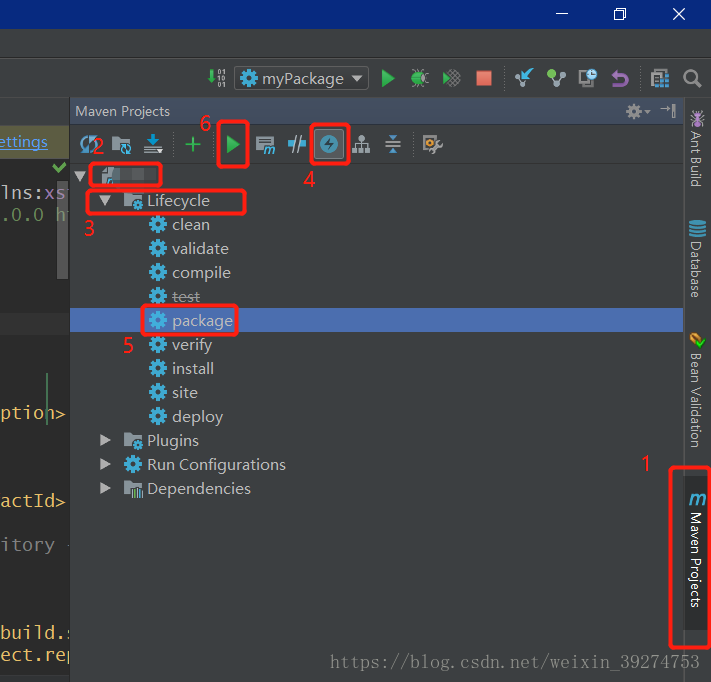 myPackage
Maven Projects
6
ettings
2
lns:xs
4
.0.0 h
3
Lifecycle
clean
validate
compile
test
package
5
verify
install
site
deploy
Plugins
Run Configurations
Dependencies
ption>
actId>
itory
build.s
ect.rep
Ant Build
Database
Bean Validation
1
Maven Projects
https://blog.csdn.net/weixin_39274753